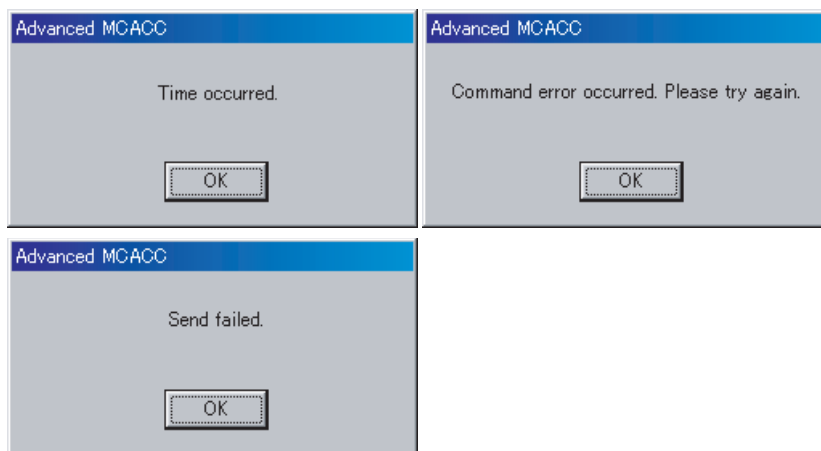 Advanced MCACC
Time occurred.
OK
Advanced MCACC
Command error occurred. Please try again.
OK
Advanced MCACC
Send failed.
OK